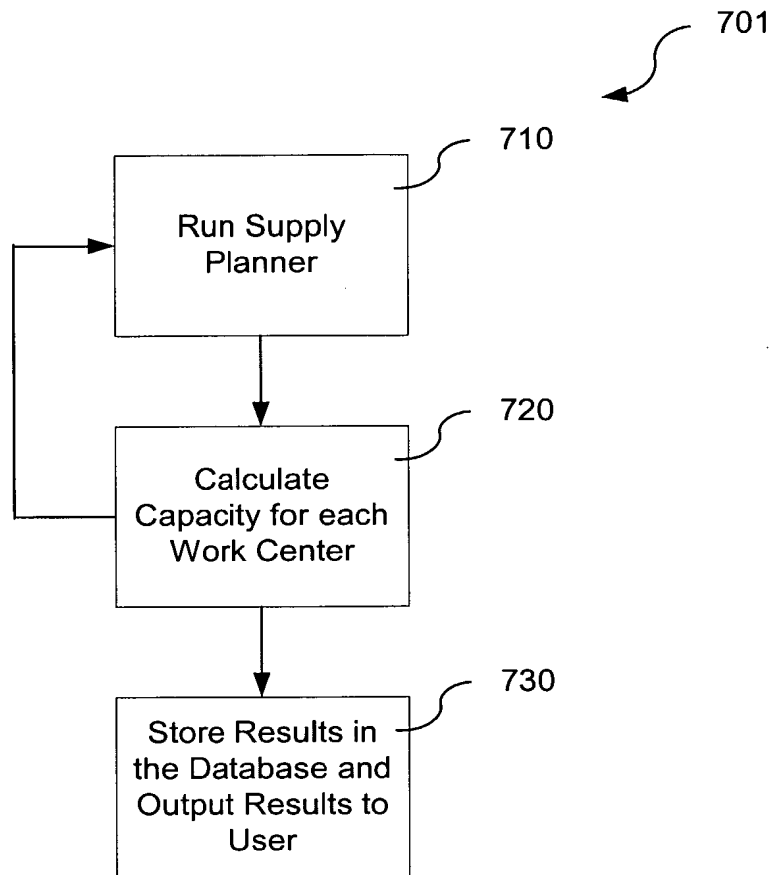 701
710
Run Supply
Planner
720
Calculate
Capacity for each
Work Center
730
Store Results in
the Database and
Output Results to
User